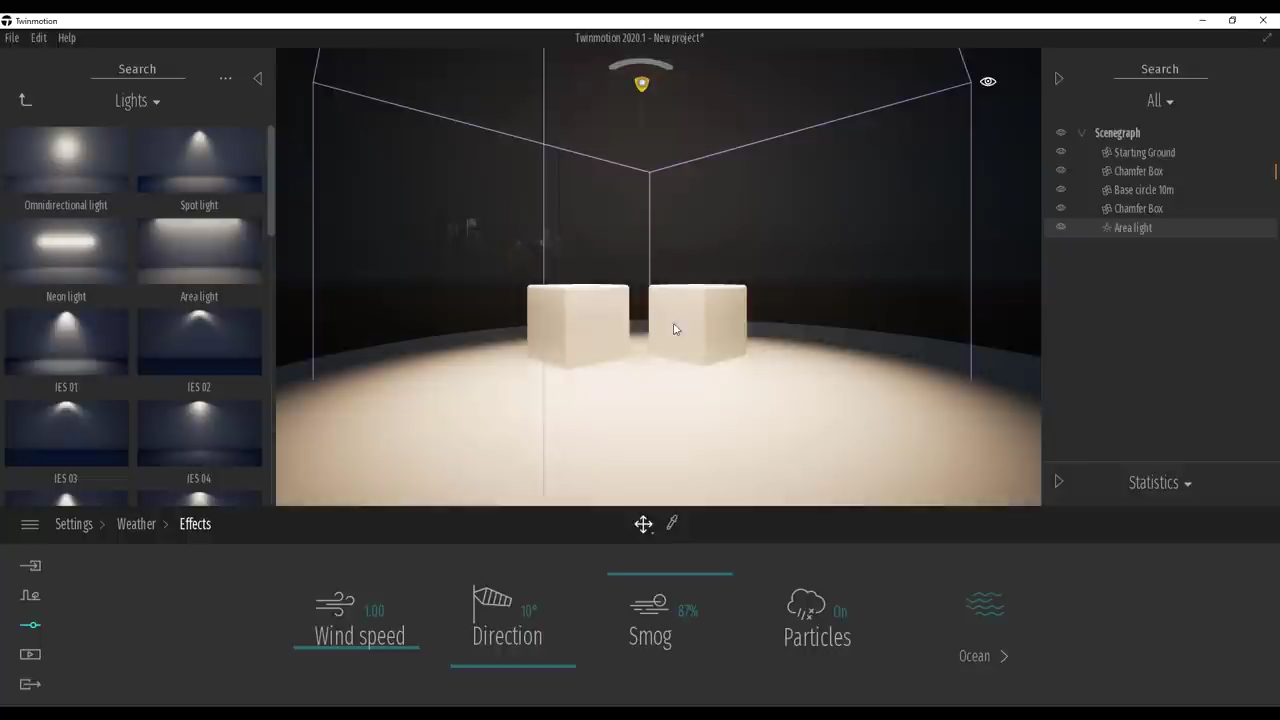 Twinmotion
File Edit Help
Twinmotion 2020.1 - New project*
Search
...
Lights
Omnidirectional light
Spot light
Neon light
Area light
IES 01
IES 02
IES 03
IES 04
Search
All
Scenegraph
Starting Ground
Chamfer Box
Base circle 10m
Chamfer Box
Area light
Statistics
Settings > Weather > Effects
1.00
Wind speed
10°
Direction
87%
Smog
On
Particles
Ocean >